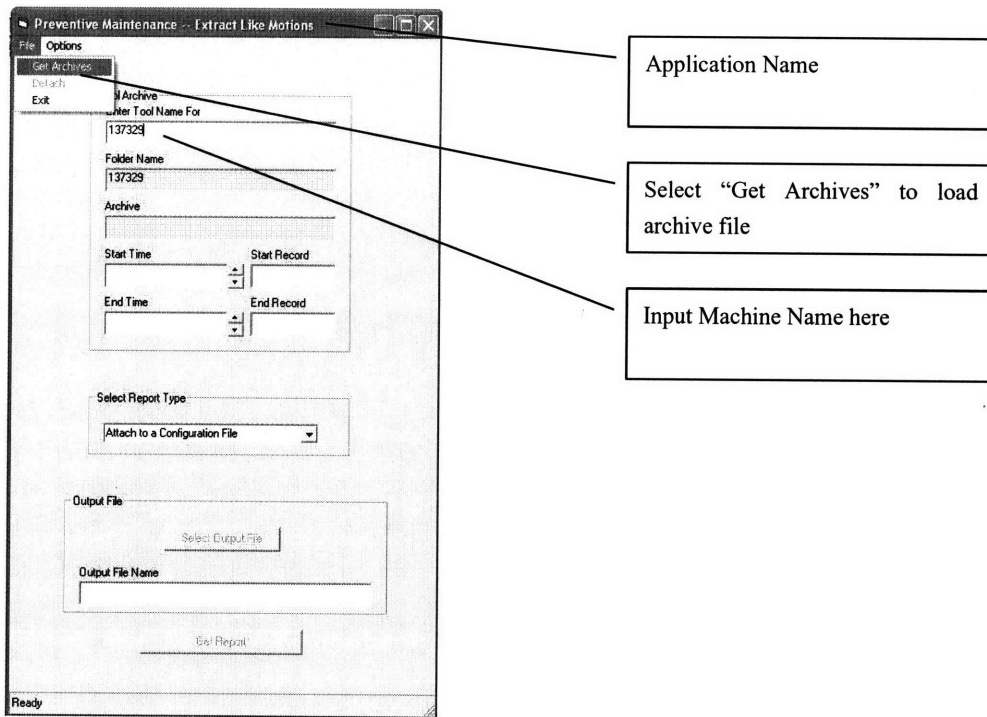 Preventive Maintenance -- Extract Like Motions
File Options
Get Archives
Detach
Exit
ol Archive
Enter Tool Name For
137329
Folder Name
137329
Archive
Start Time
Start Record
End Time
End Record
Select Report Type
Attach to a Configuration File
Output File
Select Output File
Output File Name
Get Report
Ready
Application Name
Select “Get Archives” to load
archive file
Input Machine Name here